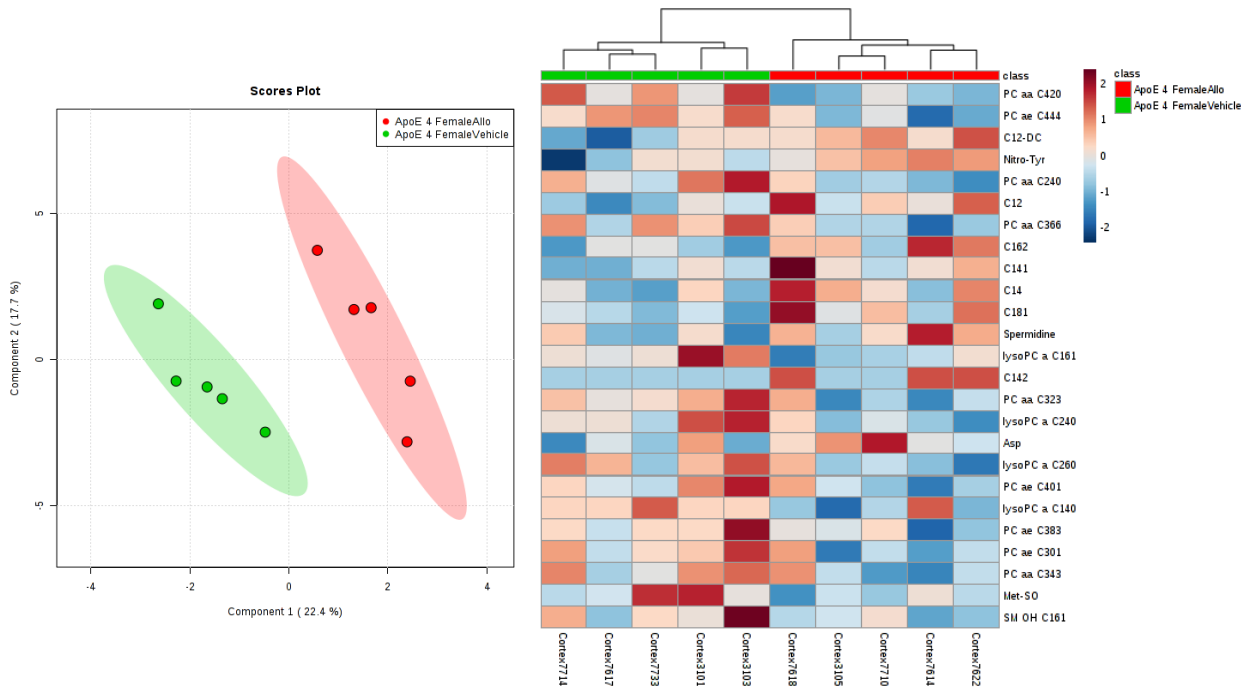 Scores Plot
ApoE 4 FemaleAllo
ApoE 4 FemaleVehicle
5
0
-5
Component 2 ( 17.7 %)
-4
-2
0
2
4
Component 1 ( 22.4 %)
class
PC aa C420
PC ae C444
C12-DC
Nitro-Tyr
PC aa C240
C12
PC aa C366
C162
C141
C14
C181
Spermidine
lysoPC a C161
C142
PC aa C323
lysoPC a C240
Asp
lysoPC a C260
PC ae C401
lysoPC a C140
PC ae C383
PC ae C301
PC aa C343
Met-SO
SM OH C161
Cortex7714
Cortex7617
Cortex7733
Cortex3101
Cortex3103
Cortex7618
Cortex3105
Cortex7710
Cortex7614
Cortex7622
2
1
0
-1
-2
class
ApoE 4 FemaleAllo
ApoE 4 FemaleVehicle